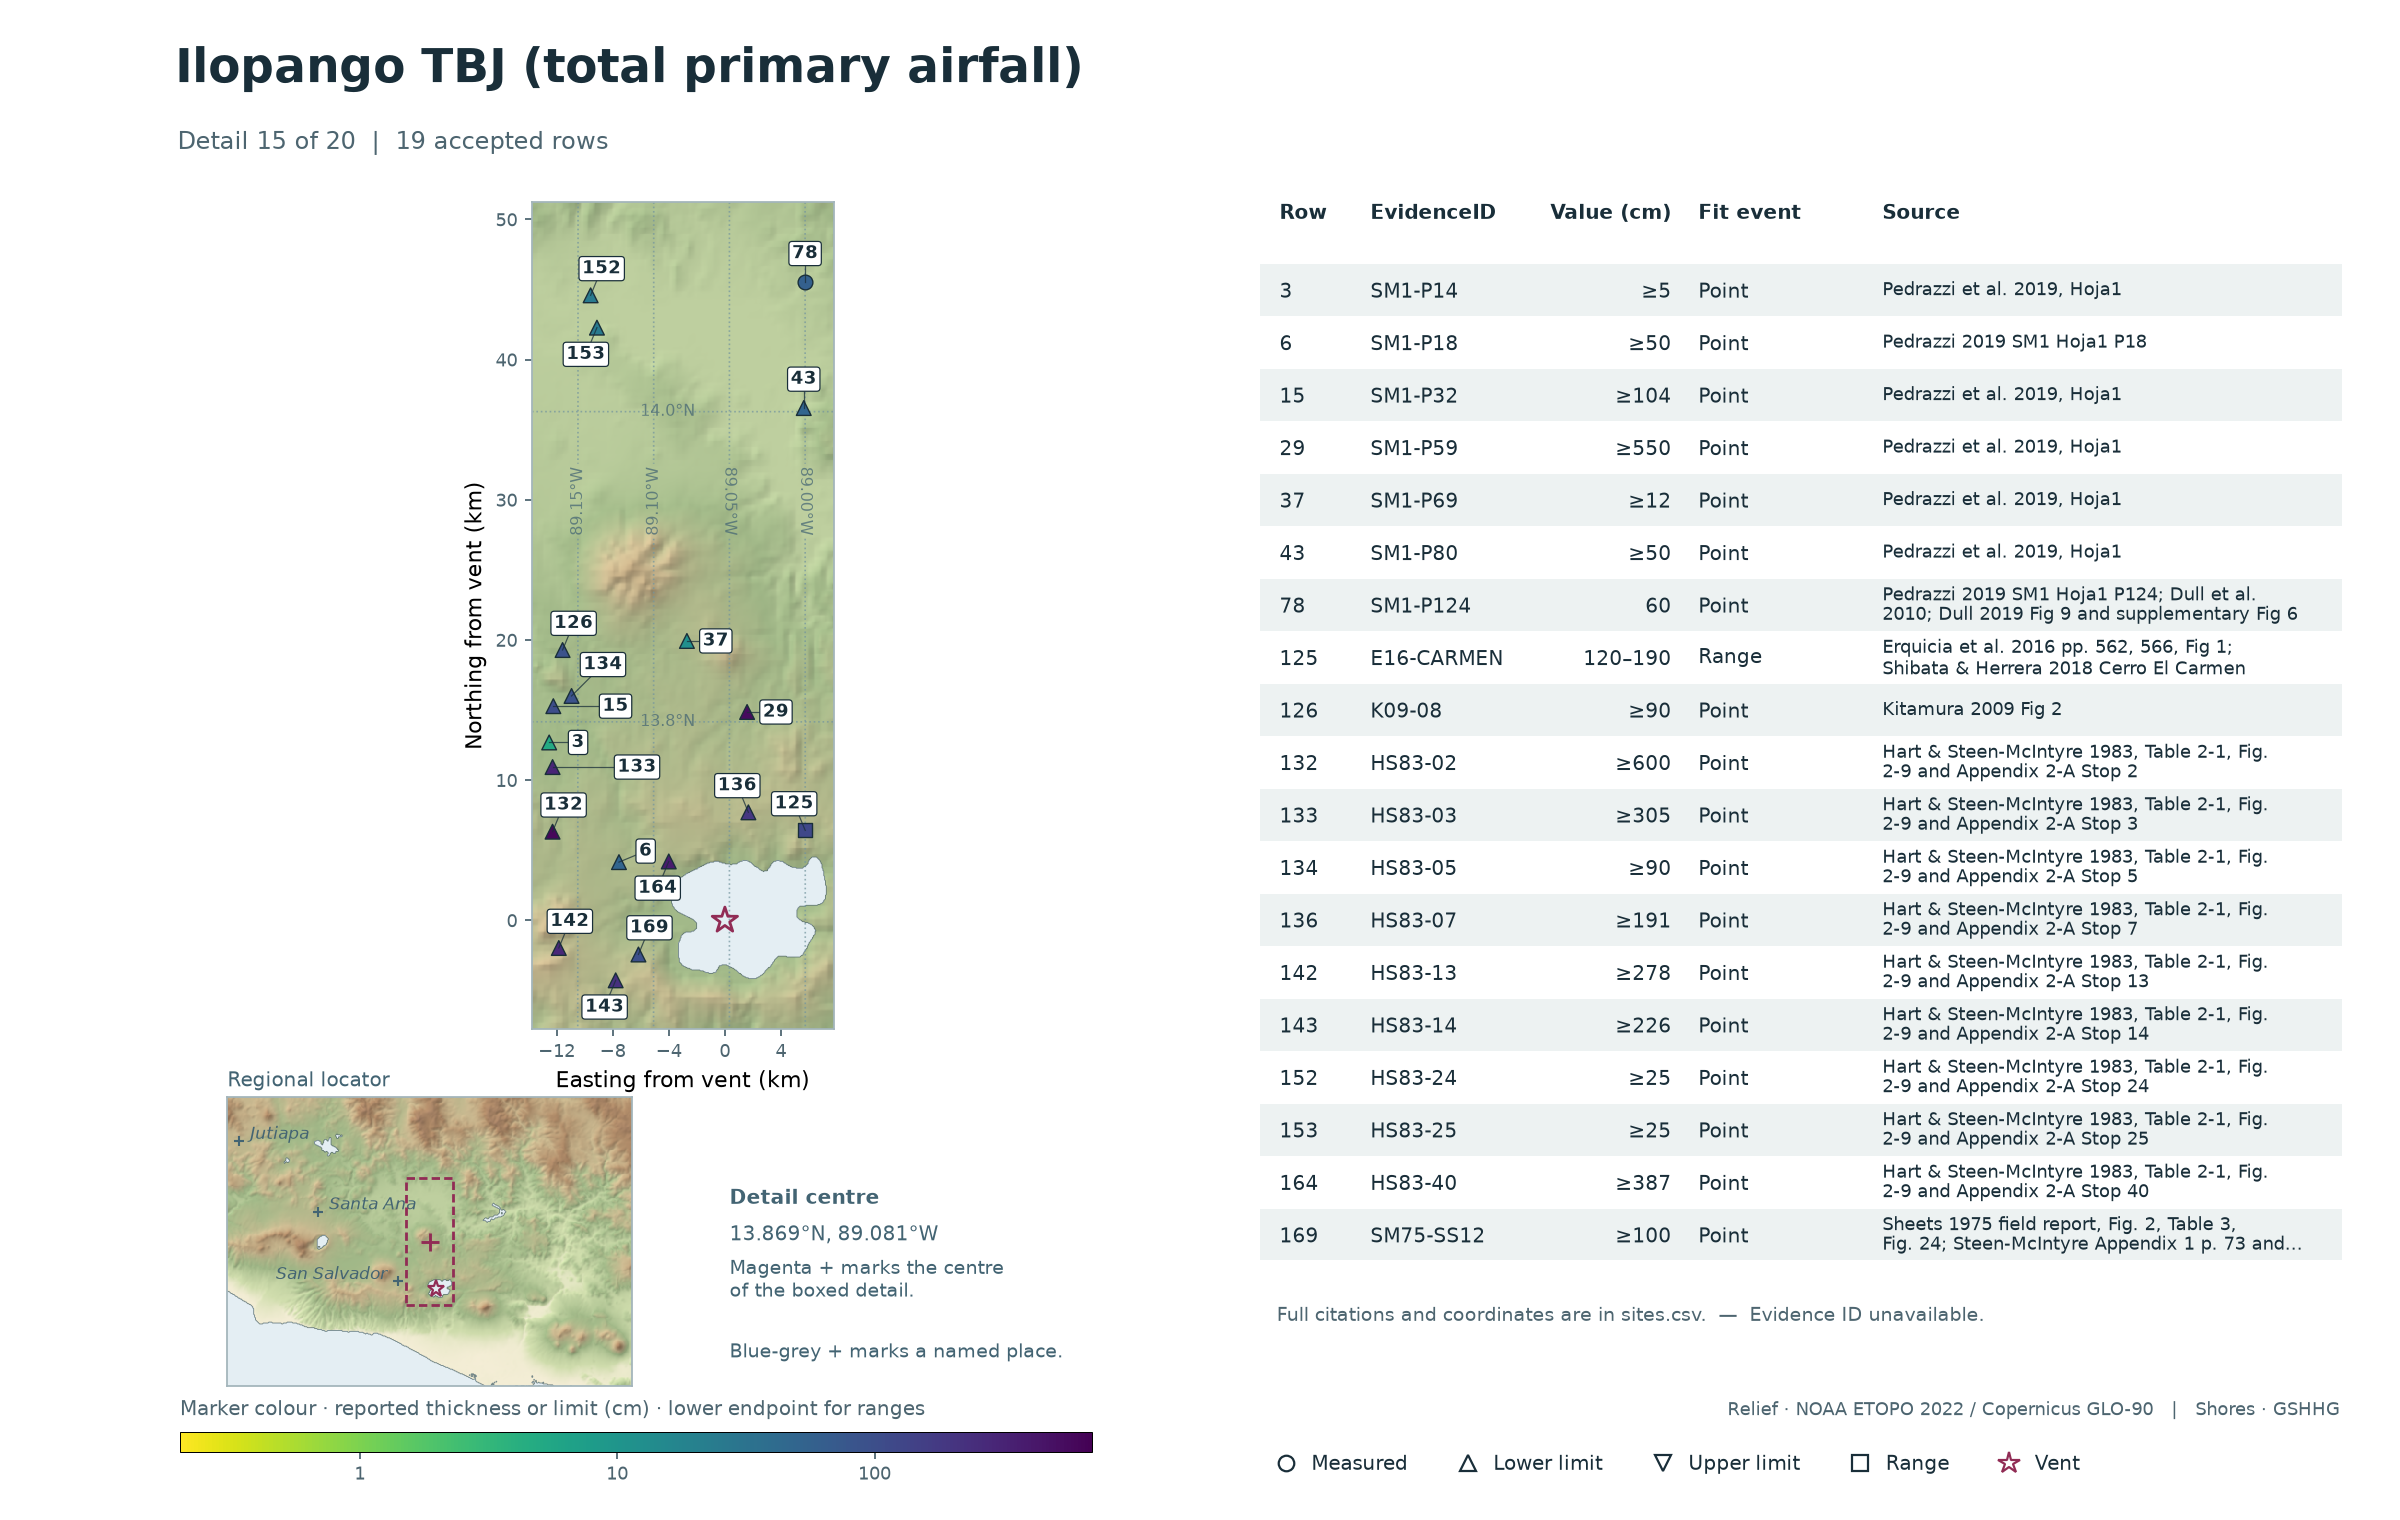 Ilopango TBJ (total primary airfall)
Detail 15 of 20 | 19 accepted rows
50
40
30
20
10
0
Northing from vent (km)
152
78
153
43
14.0°N
89.15°W
89.10°W
89.05°W
89.00°W
126
134
37
15
29
13.8°N
3
133
136
132
125
6
164
142
169
143
−12
−8
−4
0
4
Easting from vent (km)
Regional locator
Jutiapa
Santa Ana
San Salvador
Detail centre
13.869°N, 89.081°W
Magenta + marks the centre
of the boxed detail.
Blue-grey + marks a named place.
Marker colour · reported thickness or limit (cm) · lower endpoint for ranges
1
10
100
Row EvidenceID Value (cm) Fit event Source
3 SM1-P14 ≥5 Point Pedrazzi et al. 2019, Hoja1
6 SM1-P18 ≥50 Point Pedrazzi 2019 SM1 Hoja1 P18
15 SM1-P32 ≥104 Point Pedrazzi et al. 2019, Hoja1
29 SM1-P59 ≥550 Point Pedrazzi et al. 2019, Hoja1
37 SM1-P69 ≥12 Point Pedrazzi et al. 2019, Hoja1
43 SM1-P80 ≥50 Point Pedrazzi et al. 2019, Hoja1
78 SM1-P124 60 Point Pedrazzi 2019 SM1 Hoja1 P124; Dull et al.
2010; Dull 2019 Fig 9 and supplementary Fig 6
125 E16-CARMEN 120–190 Range Erquicia et al. 2016 pp. 562, 566, Fig 1;
Shibata & Herrera 2018 Cerro El Carmen
126 K09-08 ≥90 Point Kitamura 2009 Fig 2
132 HS83-02 ≥600 Point Hart & Steen-McIntyre 1983, Table 2-1, Fig.
2-9 and Appendix 2-A Stop 2
133 HS83-03 ≥305 Point Hart & Steen-McIntyre 1983, Table 2-1, Fig.
2-9 and Appendix 2-A Stop 3
134 HS83-05 ≥90 Point Hart & Steen-McIntyre 1983, Table 2-1, Fig.
2-9 and Appendix 2-A Stop 5
136 HS83-07 ≥191 Point Hart & Steen-McIntyre 1983, Table 2-1, Fig.
2-9 and Appendix 2-A Stop 7
142 HS83-13 ≥278 Point Hart & Steen-McIntyre 1983, Table 2-1, Fig.
2-9 and Appendix 2-A Stop 13
143 HS83-14 ≥226 Point Hart & Steen-McIntyre 1983, Table 2-1, Fig.
2-9 and Appendix 2-A Stop 14
152 HS83-24 ≥25 Point Hart & Steen-McIntyre 1983, Table 2-1, Fig.
2-9 and Appendix 2-A Stop 24
153 HS83-25 ≥25 Point Hart & Steen-McIntyre 1983, Table 2-1, Fig.
2-9 and Appendix 2-A Stop 25
164 HS83-40 ≥387 Point Hart & Steen-McIntyre 1983, Table 2-1, Fig.
2-9 and Appendix 2-A Stop 40
169 SM75-SS12 ≥100 Point Sheets 1975 field report, Fig. 2, Table 3,
Fig. 24; Steen-McIntyre Appendix 1 p. 73 and...
Full citations and coordinates are in sites.csv. — Evidence ID unavailable.
Relief · NOAA ETOPO 2022 / Copernicus GLO-90 | Shores · GSHHG
Measured
Lower limit
Upper limit
Range
Vent